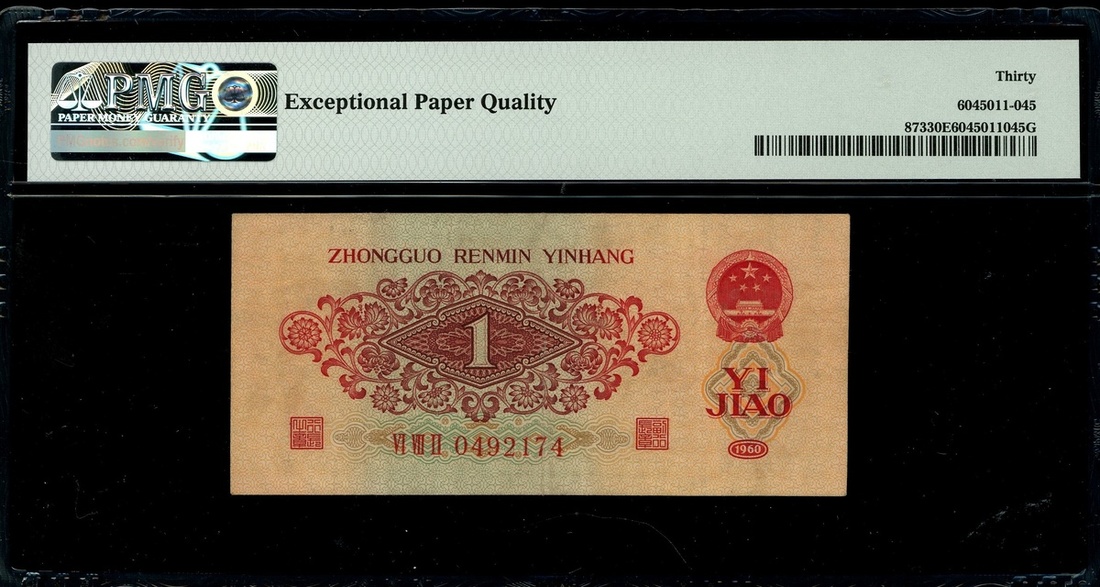 PMG
PAPER MONEY GUARANTY
Exceptional Paper Quality
Thirty
6045011-045
87330E6045011045G
ZHONGGUO RENMIN YINHANG
1
YI
JIAO
VI VIII II 0492174
1960